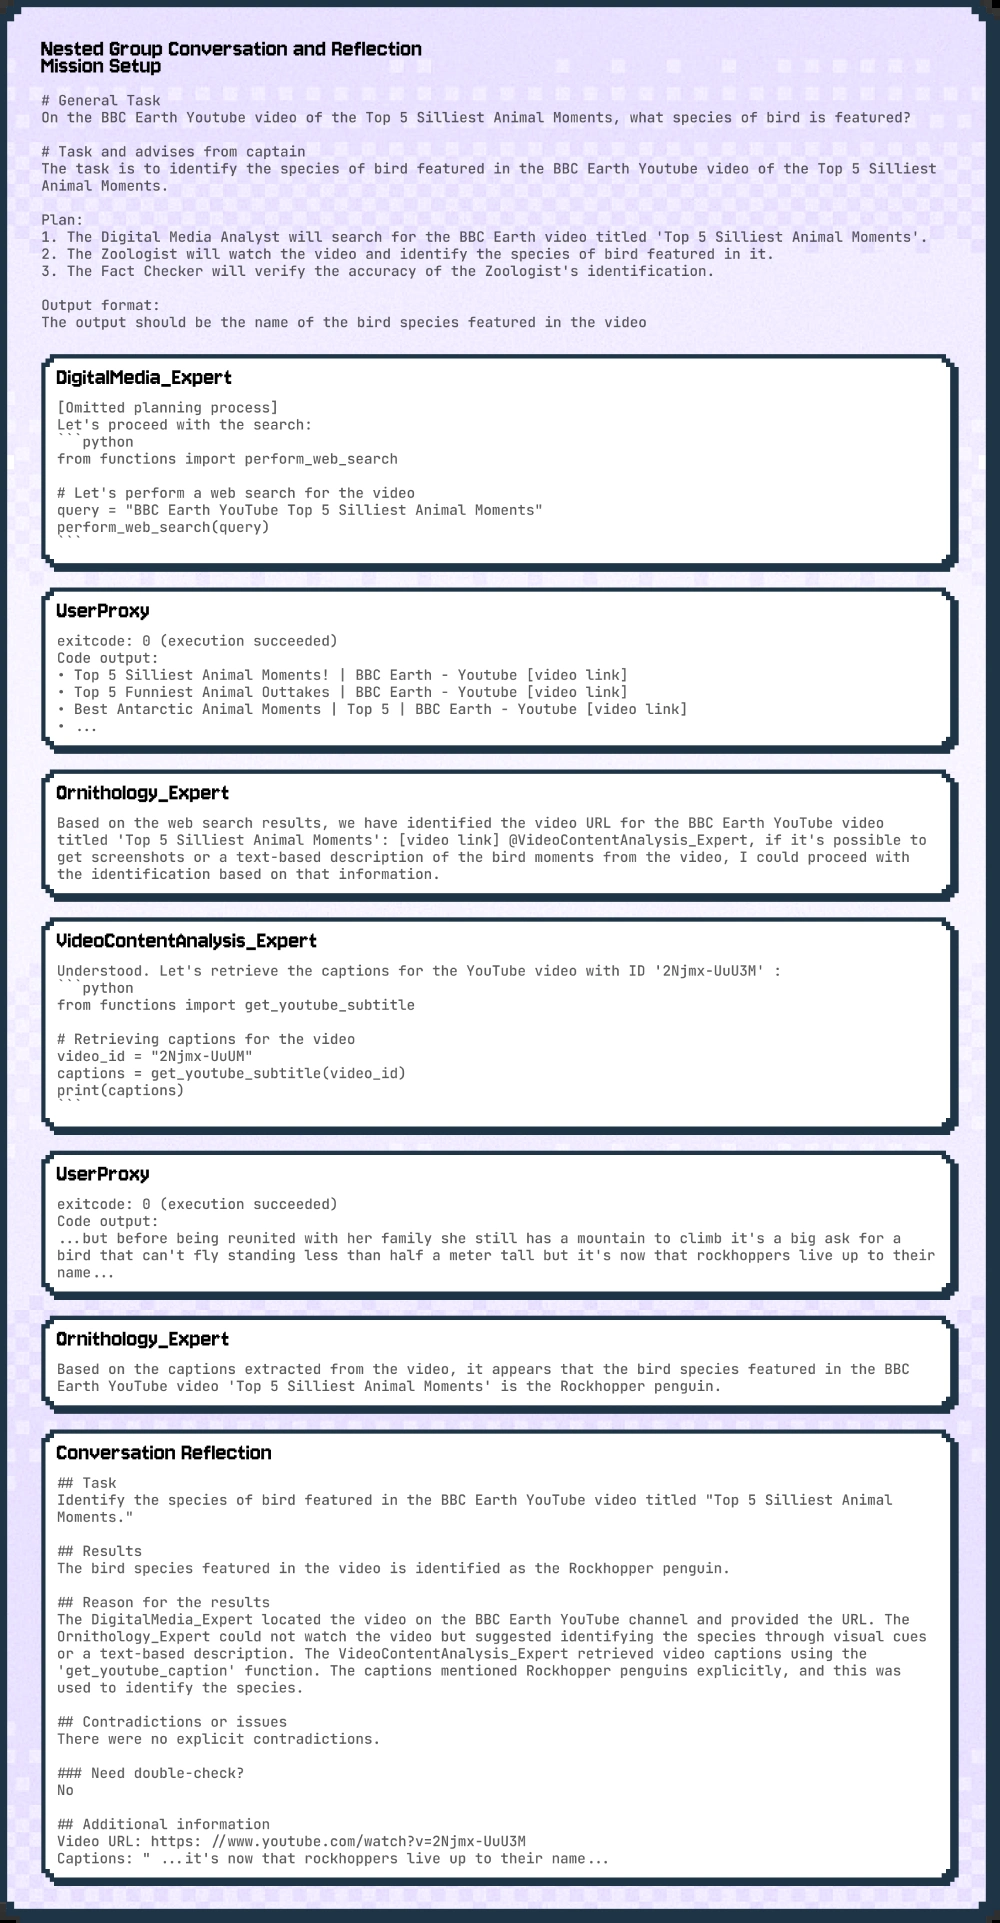 Nested Group Conversation and Reflection
Mission Setup
# General Task
On the BBC Earth Youtube video of the Top 5 Silliest Animal Moments, what species of bird is featured?
# Task and advises from captain
The task is to identify the species of bird featured in the BBC Earth Youtube video of the Top 5 Silliest
Animal Moments.
Plan:
1. The Digital Media Analyst will search for the BBC Earth video titled 'Top 5 Silliest Animal Moments'.
2. The Zoologist will watch the video and identify the species of bird featured in it.
3. The Fact Checker will verify the accuracy of the Zoologist's identification.
Output format:
The output should be the name of the bird species featured in the video
DigitalMedia_Expert
[Omitted planning process]
Let's proceed with the search:
```python
from functions import perform_web_search
# Let's perform a web search for the video
query = "BBC Earth YouTube Top 5 Silliest Animal Moments"
perform_web_search(query)
```
UserProxy
exitcode: 0 (execution succeeded)
Code output:
• Top 5 Silliest Animal Moments! | BBC Earth - Youtube [video link]
• Top 5 Funniest Animal Outtakes | BBC Earth - Youtube [video link]
• Best Antarctic Animal Moments | Top 5 | BBC Earth - Youtube [video link]
• ...
Ornithology_Expert
Based on the web search results, we have identified the video URL for the BBC Earth YouTube video
titled 'Top 5 Silliest Animal Moments': [video link] @VideoContentAnalysis_Expert, if it's possible to
get screenshots or a text-based description of the bird moments from the video, I could proceed with
the identification based on that information.
VideoContentAnalysis_Expert
Understood. Let's retrieve the captions for the YouTube video with ID '2Njmx-UuU3M' :
```python
from functions import get_youtube_subtitle
# Retrieving captions for the video
video_id = "2Njmx-UuUM"
captions = get_youtube_subtitle(video_id)
print(captions)
```
UserProxy
exitcode: 0 (execution succeeded)
Code output:
...but before being reunited with her family she still has a mountain to climb it's a big ask for a
bird that can't fly standing less than half a meter tall but it's now that rockhoppers live up to their
name...
Ornithology_Expert
Based on the captions extracted from the video, it appears that the bird species featured in the BBC
Earth YouTube video 'Top 5 Silliest Animal Moments' is the Rockhopper penguin.
Conversation Reflection
## Task
Identify the species of bird featured in the BBC Earth YouTube video titled "Top 5 Silliest Animal
Moments."
## Results
The bird species featured in the video is identified as the Rockhopper penguin.
## Reason for the results
The DigitalMedia_Expert located the video on the BBC Earth YouTube channel and provided the URL. The
Ornithology_Expert could not watch the video but suggested identifying the species through visual cues
or a text-based description. The VideoContentAnalysis_Expert retrieved video captions using the
'get_youtube_caption' function. The captions mentioned Rockhopper penguins explicitly, and this was
used to identify the species.
## Contradictions or issues
There were no explicit contradictions.
### Need double-check?
No
## Additional information
Video URL: https: //www.youtube.com/watch?v=2Njmx-UuU3M
Captions: " ...it's now that rockhoppers live up to their name...